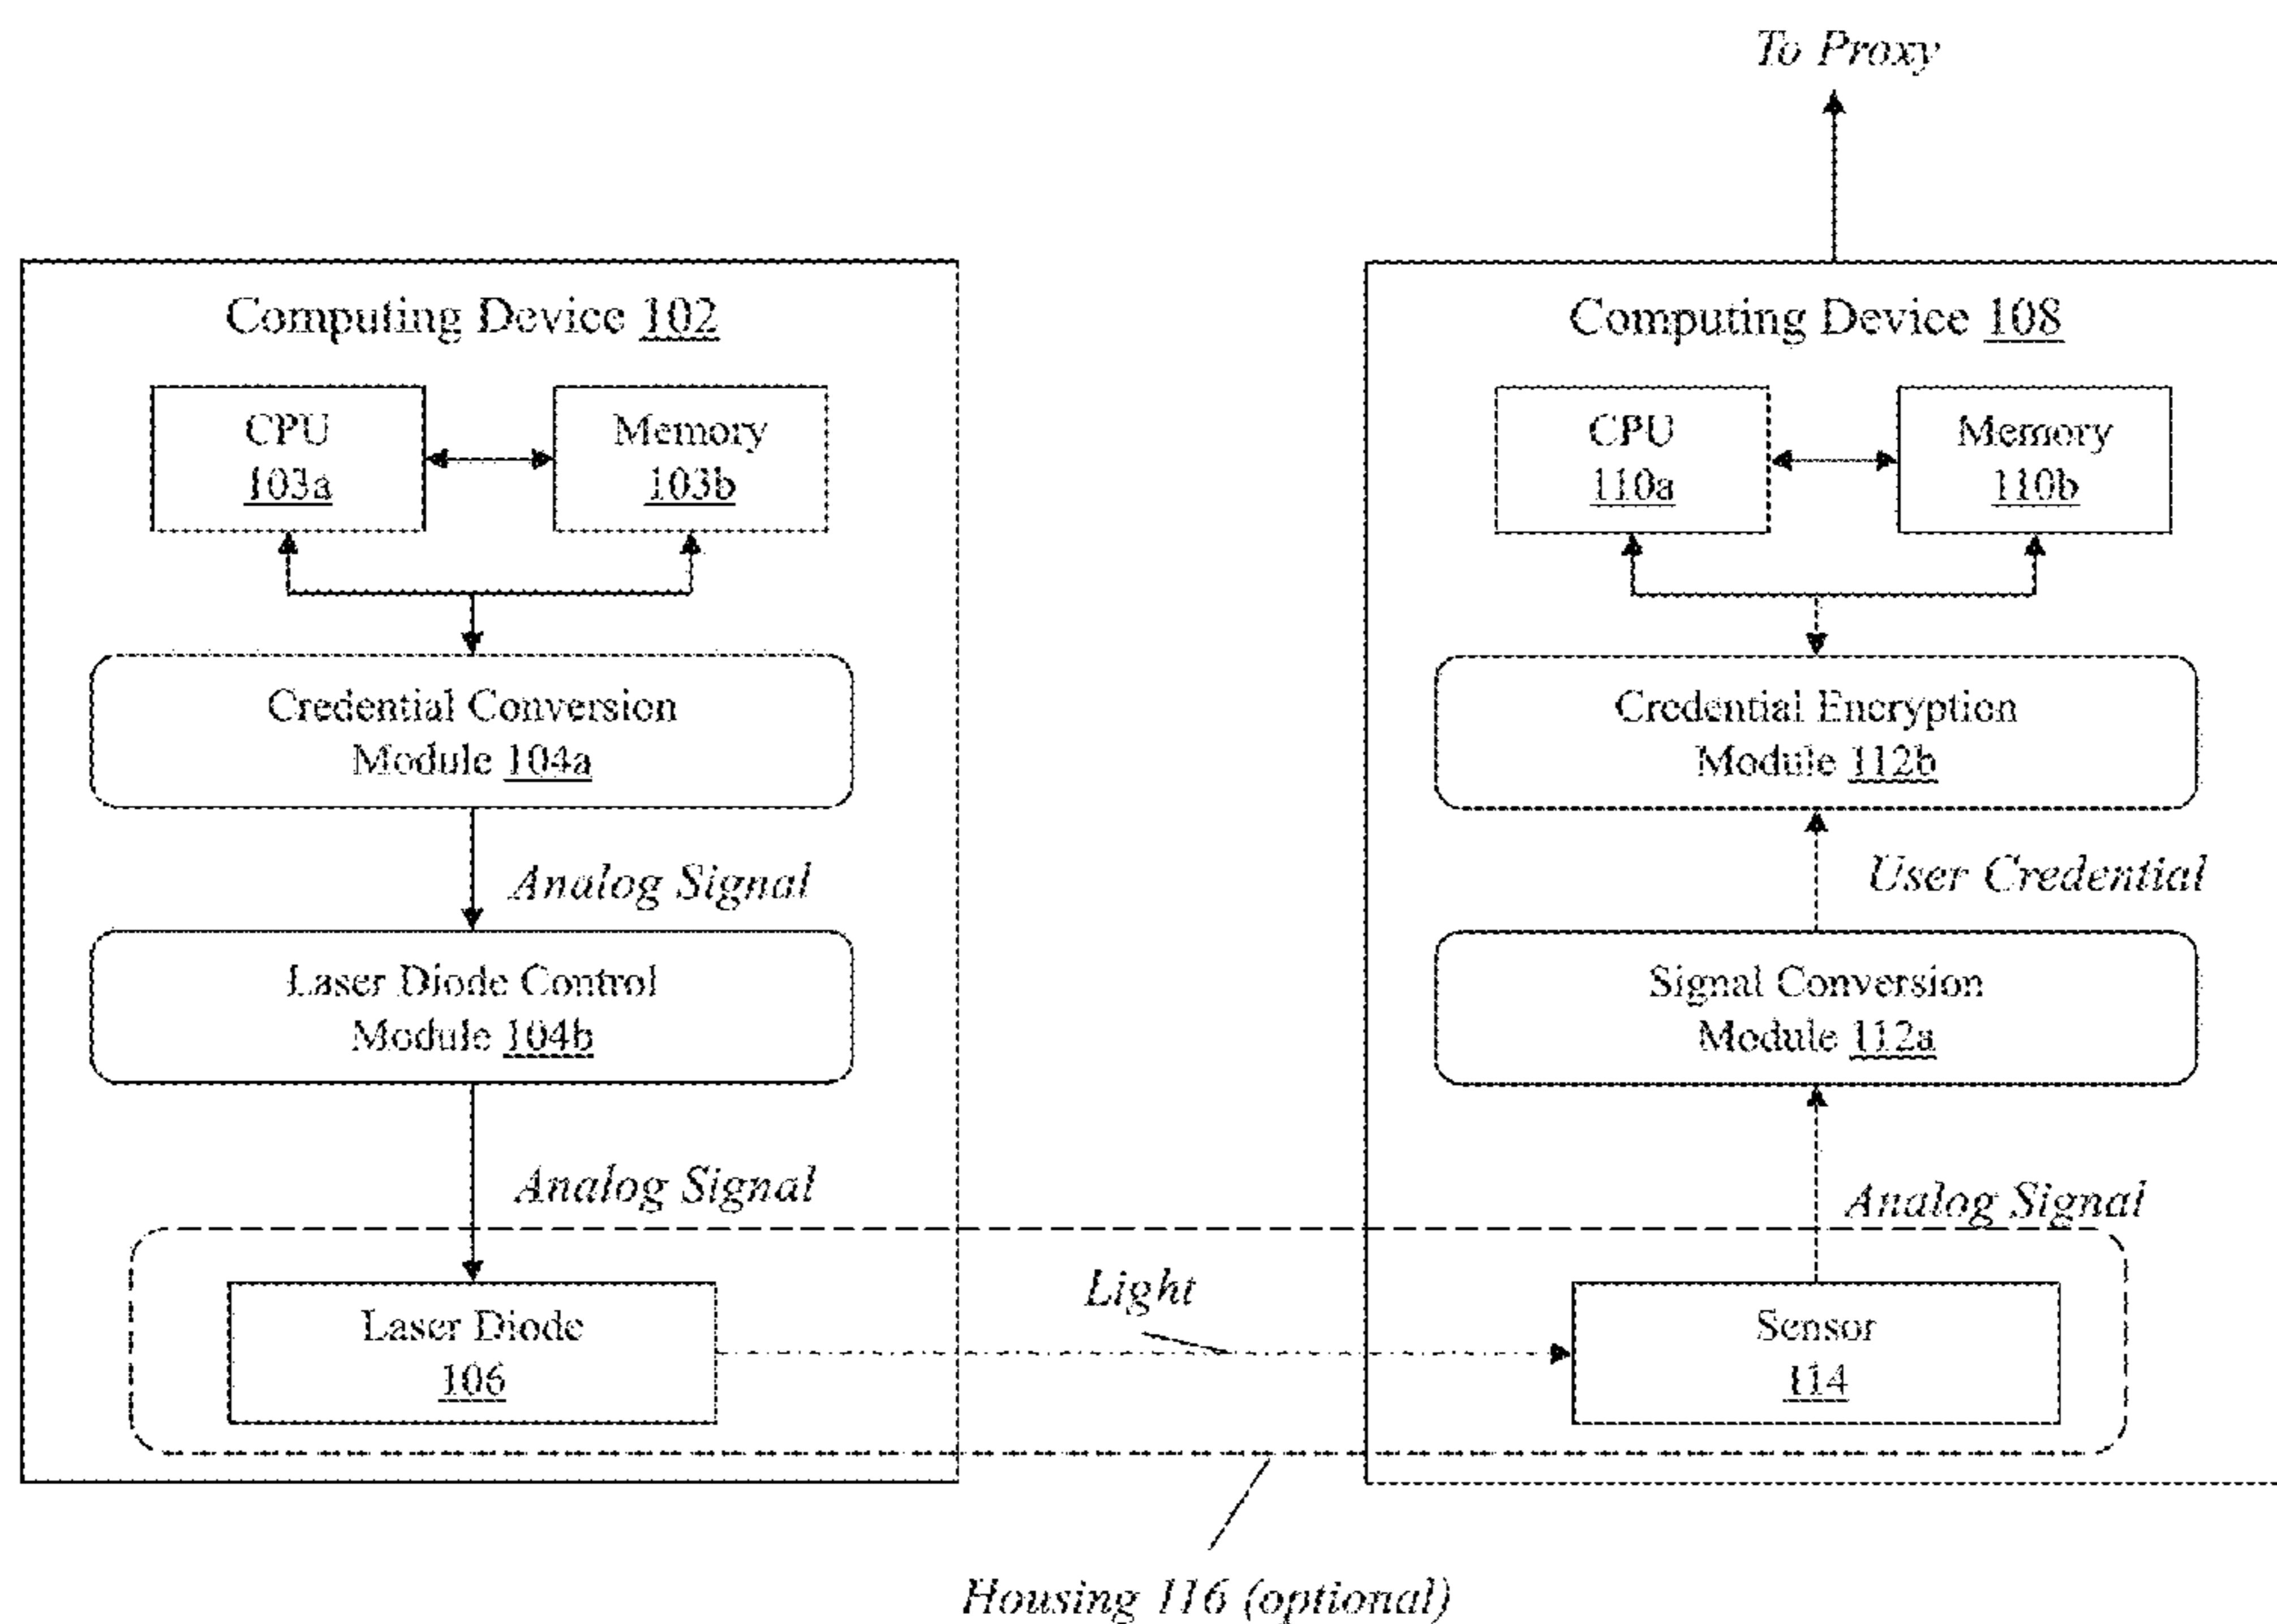 To Proxy
Computing Device 102
CPU
103a
Memory
103b
Credential Conversion
Module 104a
Analog Signal
Laser Diode Control
Module 104b
Analog Signal
Laser Diode
106
Light
Computing Device 108
CPU
110a
Memory
110b
Credential Encryption
Module 112b
User Credential
Signal Conversion
Module 112a
Analog Signal
Sensor
114
Housing 116 (optional)